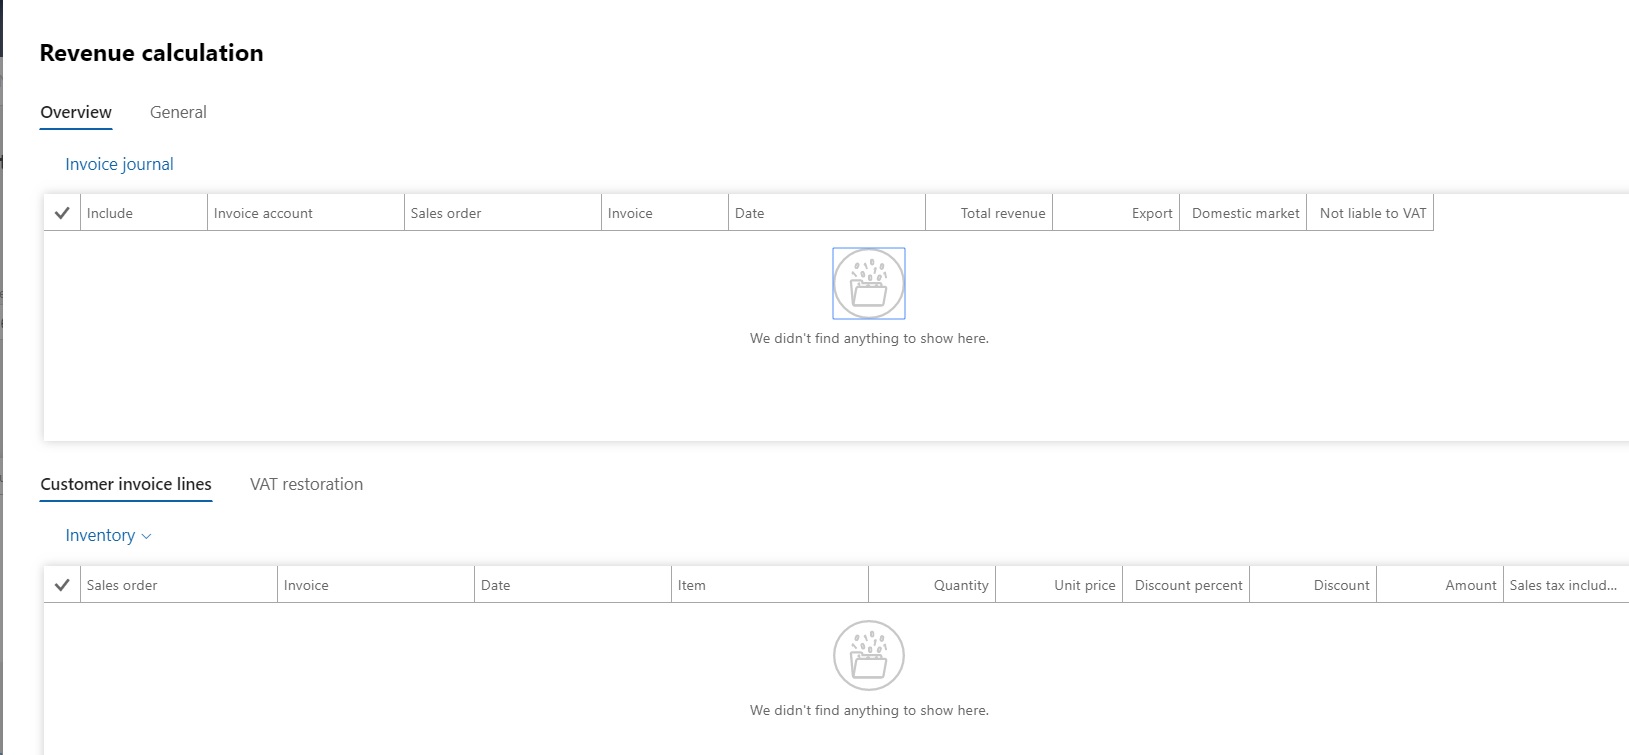 Revenue calculation
Overview General
Invoice journal
Include Invoice account Sales order Invoice Date Total revenue Export Domestic market Not liable to VAT
We didn't find anything to show here.
Customer invoice lines VAT restoration
Inventory
Sales order Invoice Date Item Quantity Unit price Discount percent Discount Amount Sales tax includ...
We didn't find anything to show here.